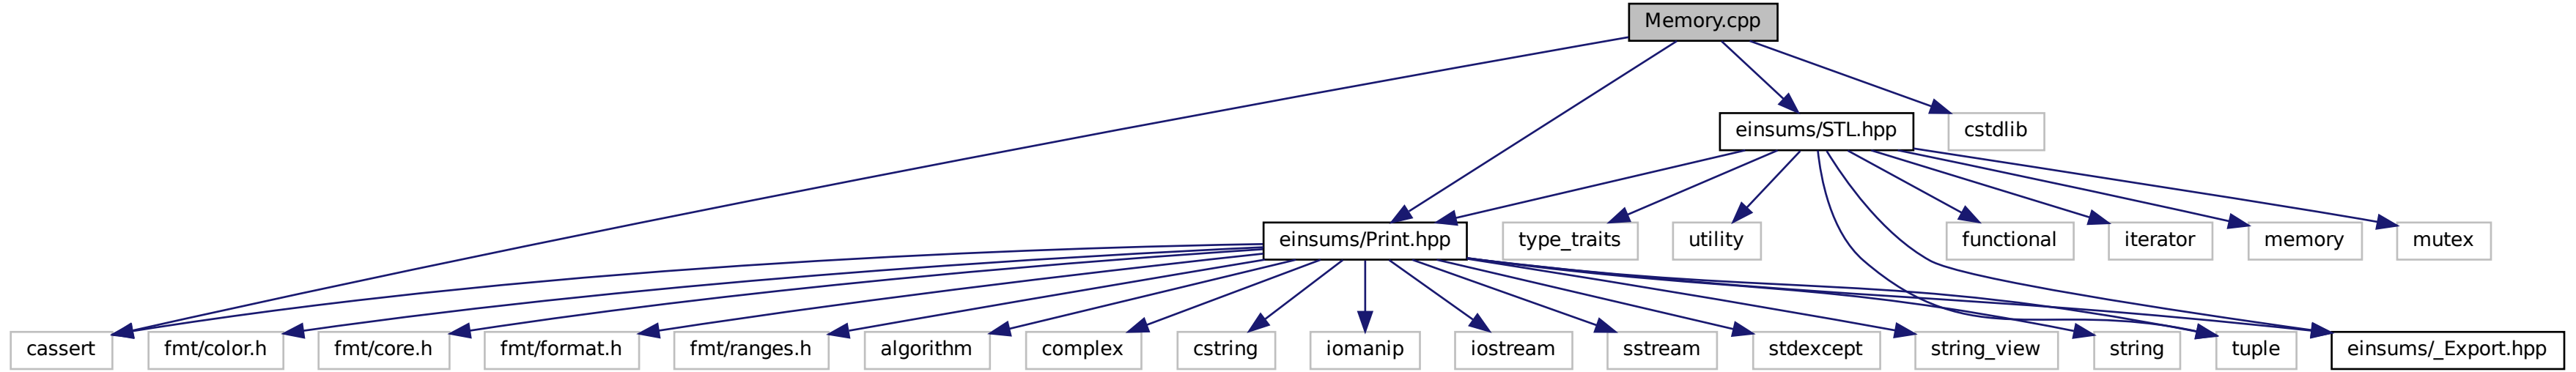 Memory.cpp
einsums/STL.hpp
cstdlib
einsums/Print.hpp
type_traits
utility
functional
iterator
memory
mutex
cassert
fmt/color.h
fmt/core.h
fmt/format.h
fmt/ranges.h
algorithm
complex
cstring
iomanip
iostream
sstream
stdexcept
string_view
string
tuple
einsums/_Export.hpp